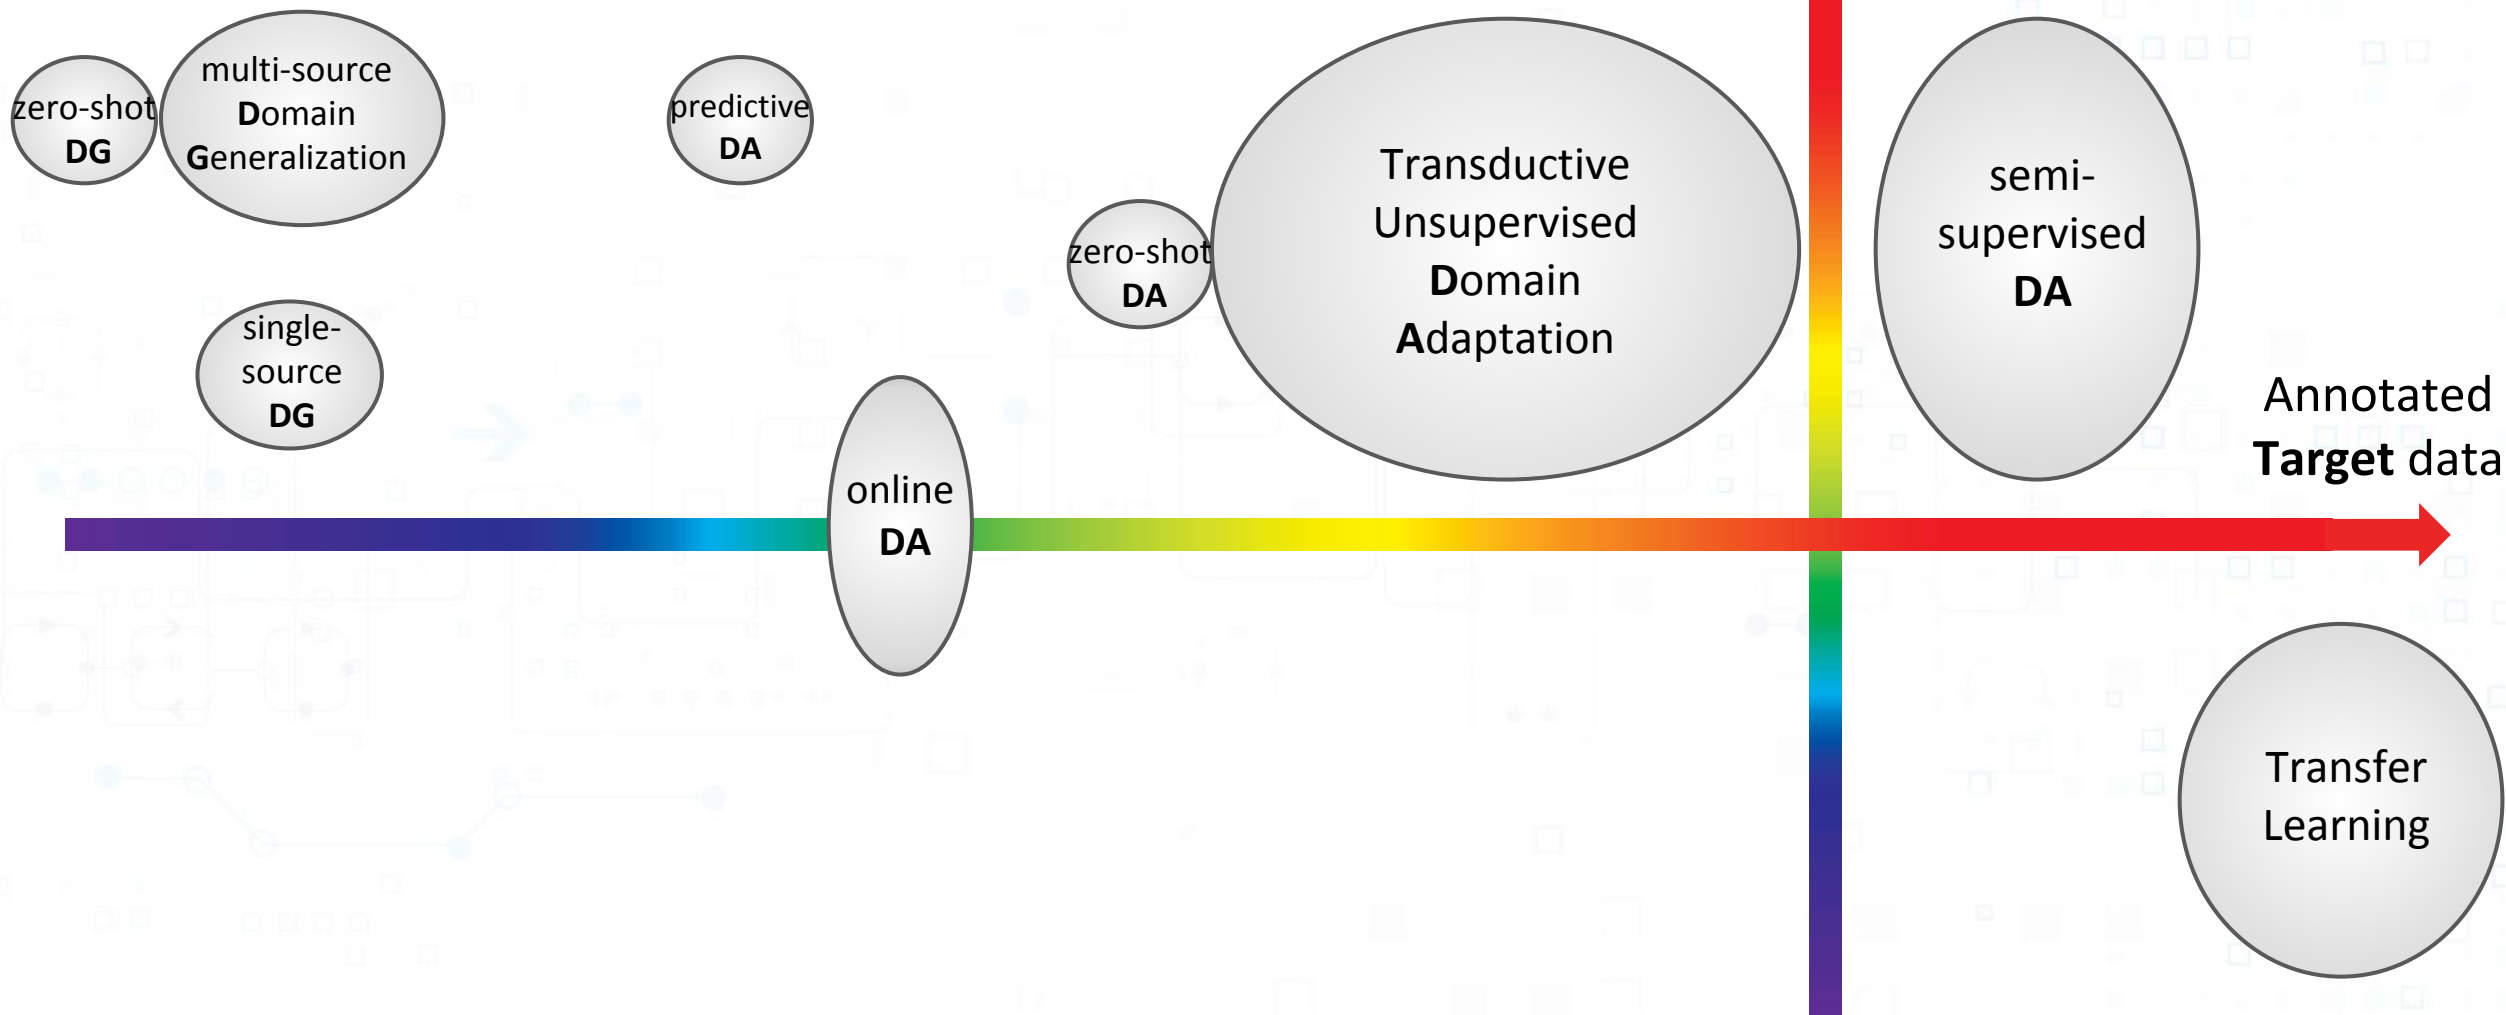 zero-shot
DG
multi-source
Domain
Generalization
predictive
DA
single-
source
DG
zero-shot
DA
Transductive
Unsupervised
Domain
Adaptation
semi-
supervised
DA
online
DA
Annotated
Target data
Transfer
Learning